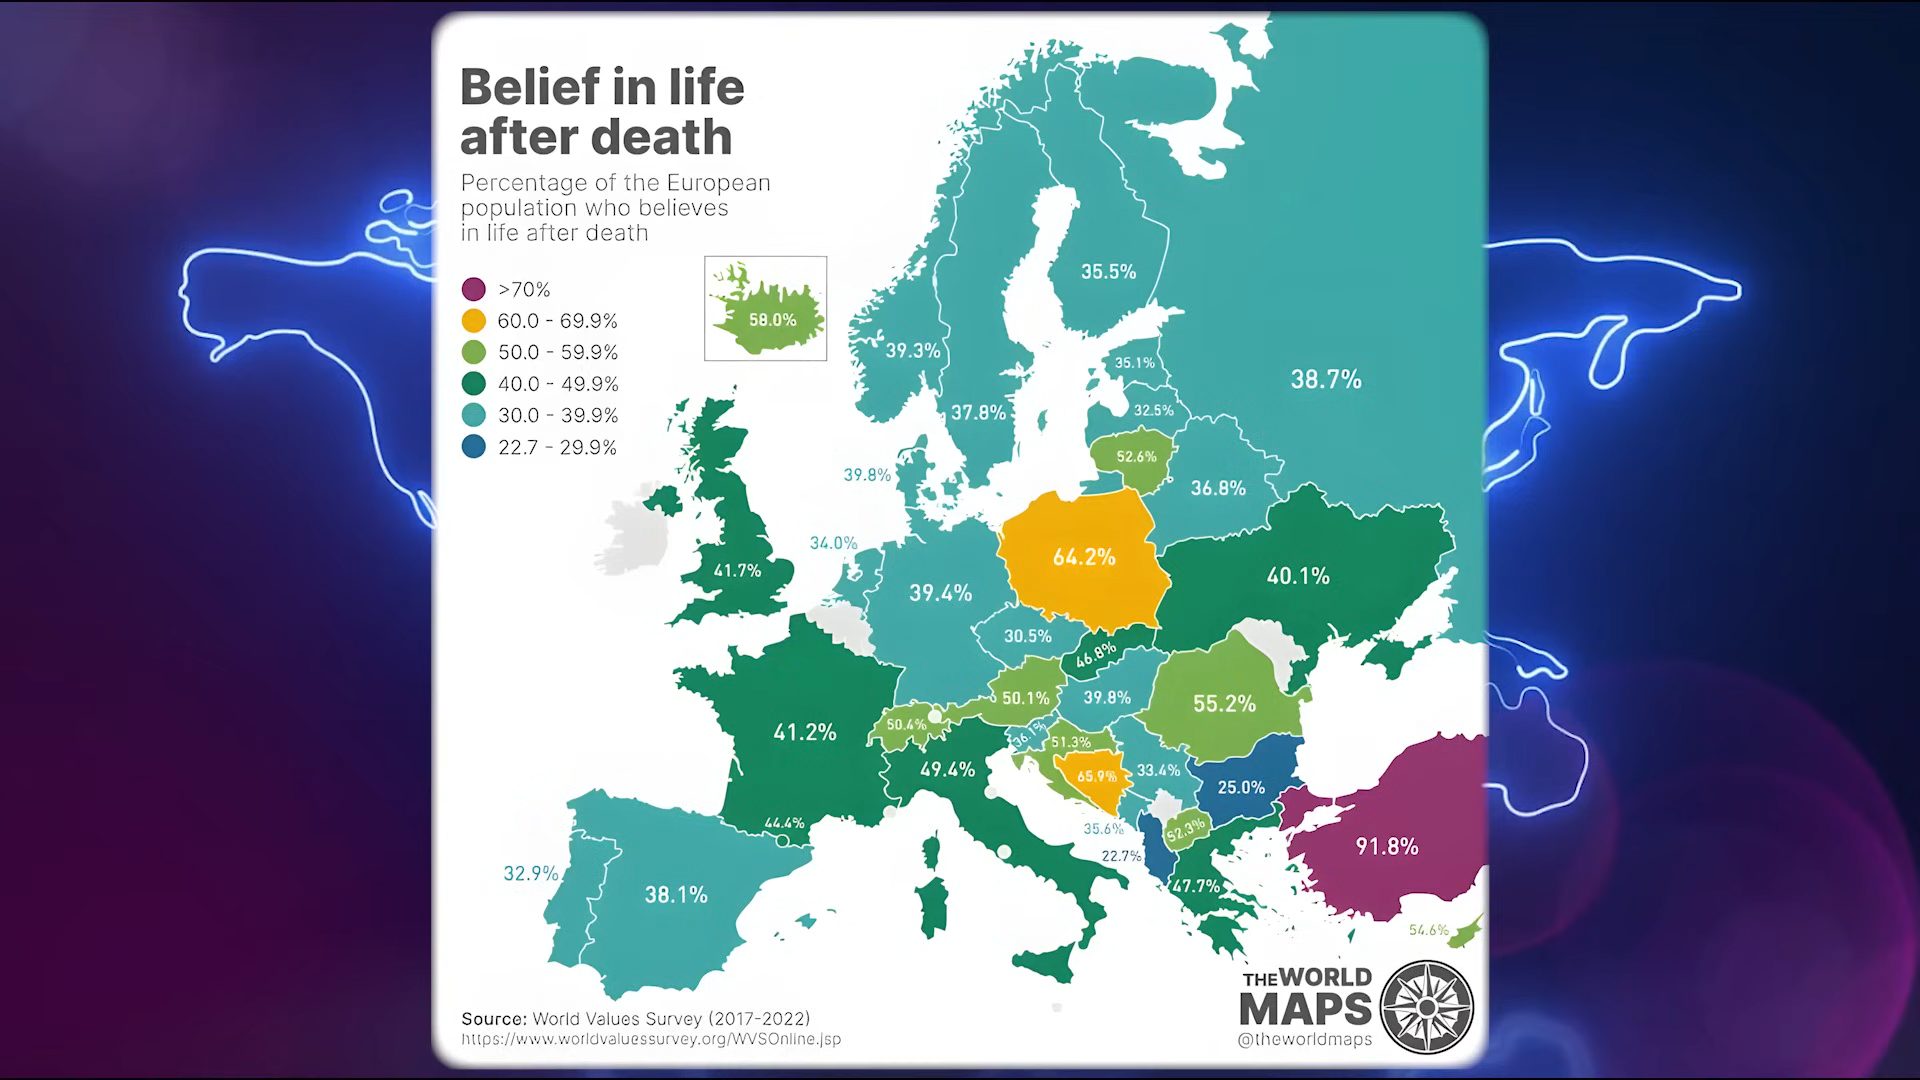 Belief in life
after death
Percentage of the European
population who believes
in life after death
>70%
60.0 - 69.9%
50.0 - 59.9%
40.0 - 49.9%
30.0 - 39.9%
22.7 - 29.9%
58.0%
35.5%
39.3%
35.1%
38.7%
37.8%
32.5%
52.6%
39.8%
36.8%
34.0%
64.2%
41.7%
40.1%
39.4%
30.5%
46.8%
50.1%
39.8%
55.2%
50.4%
41.2%
36.1%
51.3%
49.4%
65.9%
33.4%
25.0%
44.4%
35.6%
52.3%
91.8%
22.7%
32.9%
38.1%
47.7%
54.6%
THE WORLD
MAPS
@theworldmaps
Source: World Values Survey (2017-2022)
https://www.worldvaluessurvey.org/WVSOnline.jsp